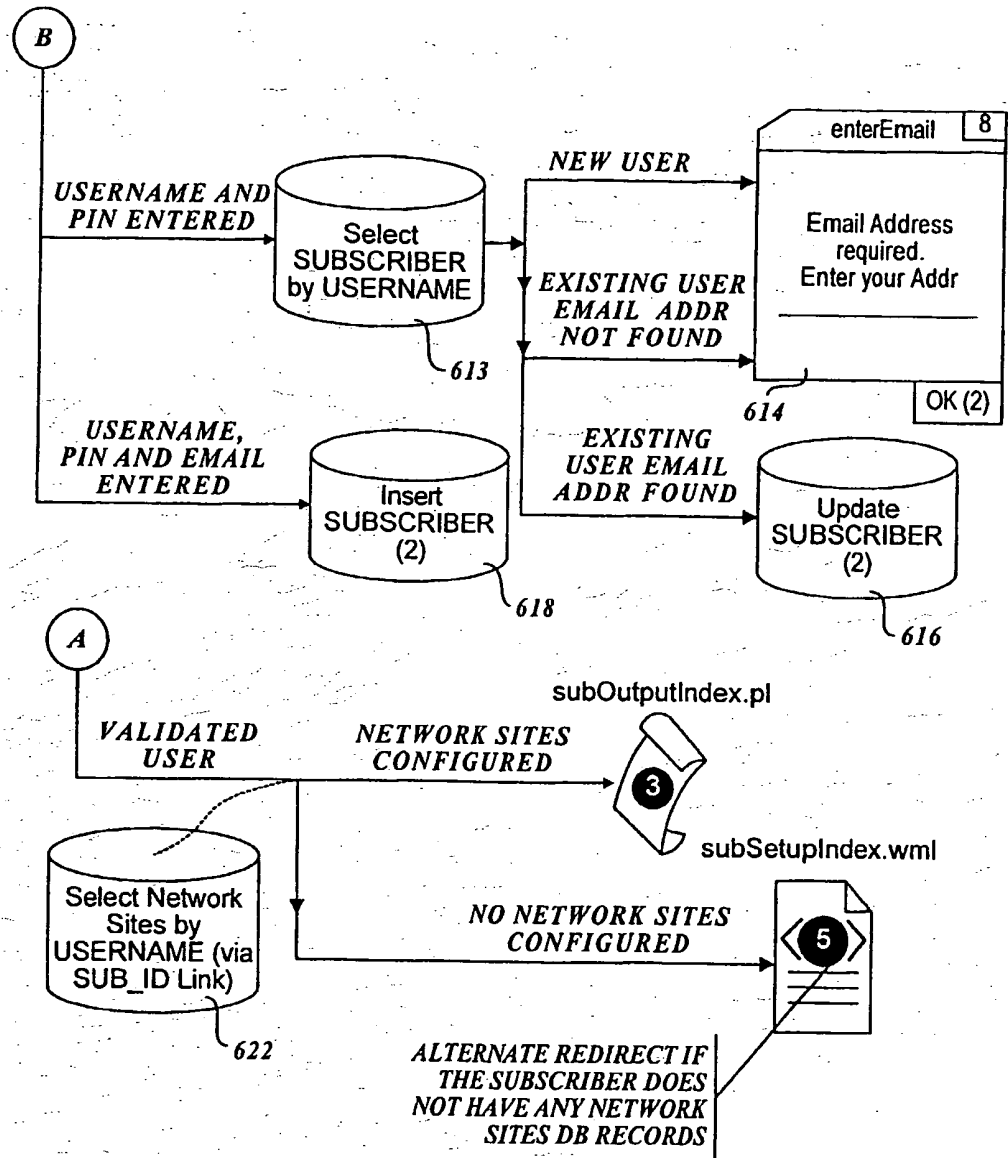 B
enterEmail
8
NEW USER
USERNAME AND
PIN ENTERED
Select
SUBSCRIBER
by USERNAME
Email Address
required.
Enter your Addr
EXISTING USER
EMAIL ADDR
NOT FOUND
613
614
OK (2)
USERNAME,
PIN AND EMAIL
ENTERED
EXISTING
USER EMAIL
ADDR FOUND
Insert
SUBSCRIBER
(2)
Update
SUBSCRIBER
(2)
618
616
A
subOutputIndex.pl
VALIDATED
USER
NETWORK SITES
CONFIGURED
3
subSetupIndex.wml
Select Network
Sites by
USERNAME (via
SUB_ID Link)
NO NETWORK SITES
CONFIGURED
5
622
ALTERNATE REDIRECT IF
THE SUBSCRIBER DOES
NOT HAVE ANY NETWORK
SITES DB RECORDS